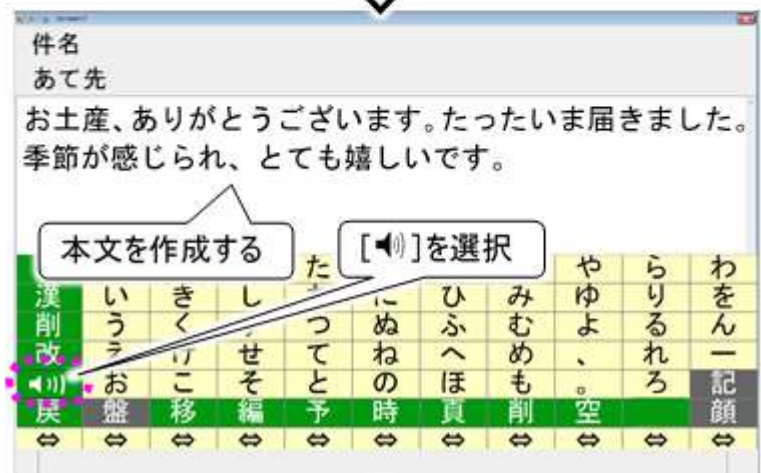 件名
あて先
お土産、ありがとうございます。たったいま届きました。
季節が感じられ、とても嬉しいです。
本文を作成する
[🔊]を選択
た や ら わ
漢 い き し に ひ み ゆ り を
削 う く つ ぬ ふ む よ る ん
改 え け せ て ね へ め 、 れ ー
🔊 お こ そ と の ほ も 。 ろ 記
戻 盤 移 編 予 時 頁 削 空 顔
⇔ ⇔ ⇔ ⇔ ⇔ ⇔ ⇔ ⇔ ⇔ ⇔ ⇔